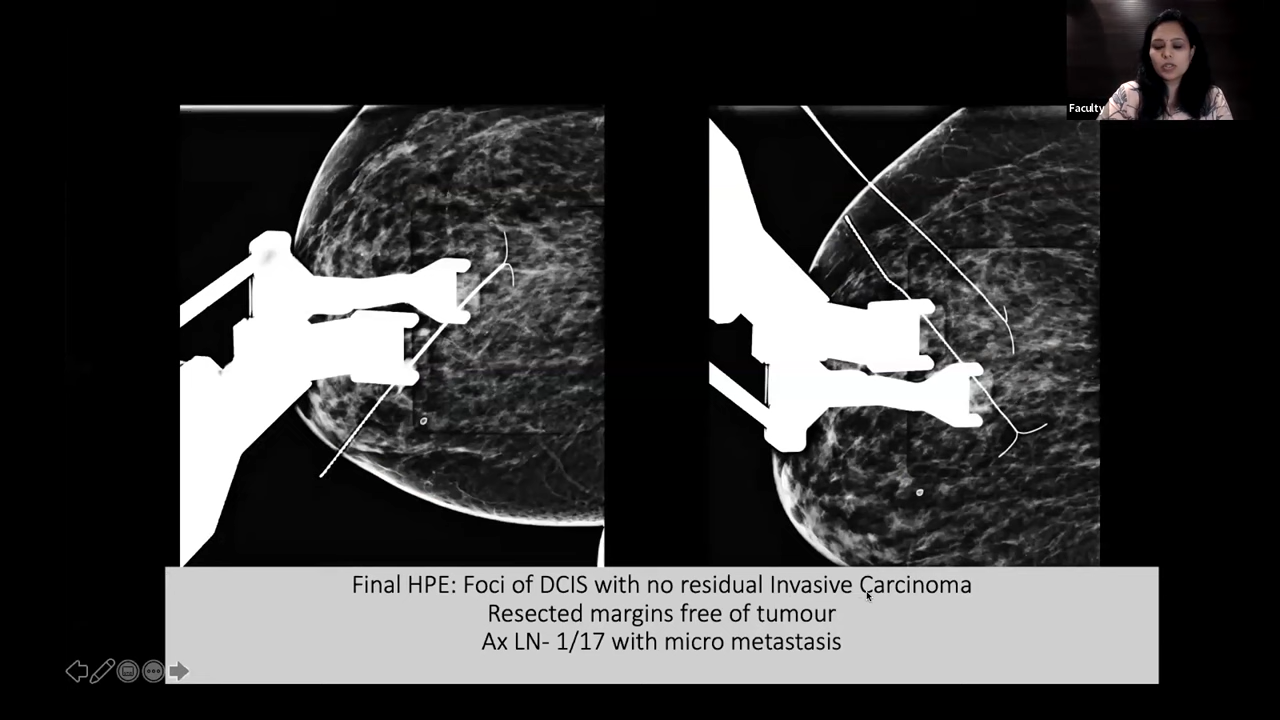 Faculty
Final HPE: Foci of DCIS with no residual Invasive Carcinoma
Resected margins free of tumour
Ax LN- 1/17 with micro metastasis